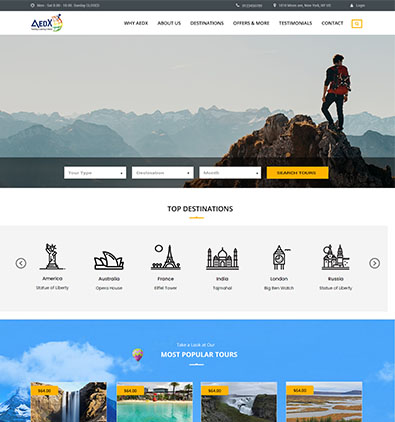 Mon - Sat 9.00 - 18.00. Sunday CLOSED
1010 Moon ave, New York, NY US
Login
AEDX
WHY AEDX
ABOUT US
DESTINATIONS
OFFERS & MORE
TESTIMONIALS
CONTACT
Your Type
Destination
Month
SEARCH TOURS
TOP DESTINATIONS
America
Statue of Liberty
Australia
Opera House
France
Eiffel Tower
India
Tajmahal
London
Big Ben Watch
Russia
Statue of Liberty
Take a Look at Our
MOST POPULAR TOURS
$64.00
$64.00
$64.00
$64.00